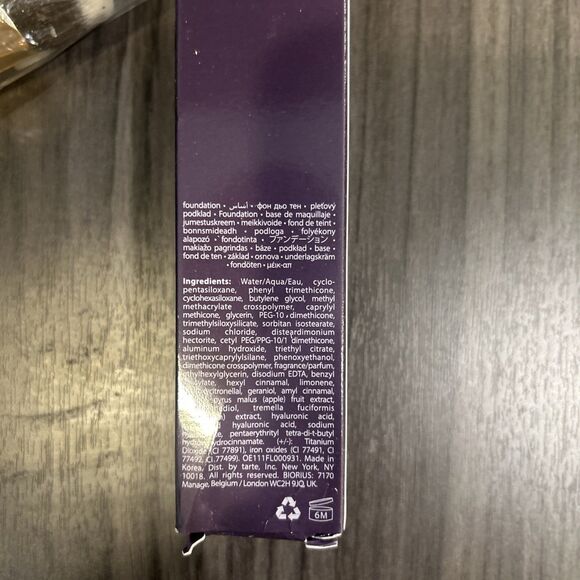 foundation • أساس • фон дьо тен • pleťový
podklad • Foundation • base de maquillaje •
jumestuskreem • meikkivoide • fond de teint •
bonnsmideadh • podloga • folyékony
alapozó • fondotinta • ファンデーション •
makiažo pagrindas • bāze • podkład • base •
fond de ten • základ • osnova • underlagskräm
• fondöten • μέικ-απ
Ingredients: Water/Aqua/Eau, cyclo-
pentasiloxane, phenyl trimethicone,
cyclohexasiloxane, butylene glycol, methyl
methacrylate crosspolymer, caprylyl
methicone, glycerin, PEG-10 dimethicone,
trimethylsiloxysilicate, sorbitan isostearate,
sodium chloride, disteardimonium
hectorite, cetyl PEG/PPG-10/1 dimethicone,
aluminum hydroxide, triethyl citrate,
triethoxycaprylylsilane, phenoxyethanol,
dimethicone crosspolymer, fragrance/parfum,
ethylhexylglycerin, disodium EDTA, benzyl
hexyl cinnamal, limonene,
geraniol, amyl cinnamal,
pyrus malus (apple) fruit extract,
tremella fuciformis
extract, hyaluronic acid,
hyaluronic acid, sodium
pentaerythrityl tetra-di-t-butyl
hydroxyhydrocinnamate. (+/-): Titanium
Dioxide (CI 77891), iron oxides (CI 77491, CI
77492, CI 77499). OE111FL000931. Made in
Korea, Dist. by tarte, Inc. New York, NY
10018. All rights reserved. BIORIUS: 7170
Manage, Belgium / London WC2H 9JQ, UK.
6M